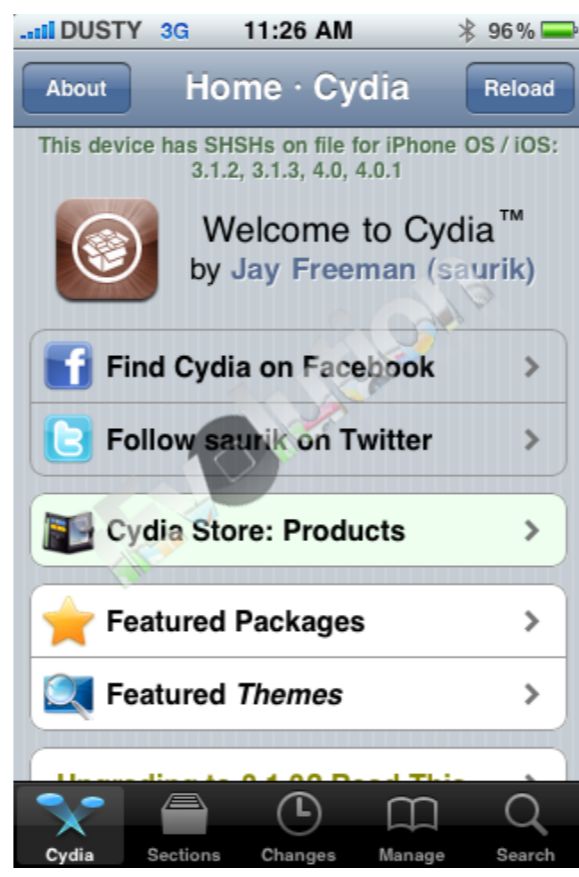 DUSTY 3G 11:26 AM 96%
About Home · Cydia Reload
This device has SHSHs on file for iPhone OS / iOS:
3.1.2, 3.1.3, 4.0, 4.0.1
Welcome to Cydia™
by Jay Freeman (saurik)
Find Cydia on Facebook
Follow saurik on Twitter
Cydia Store: Products
Featured Packages
Featured Themes
Read This
Cydia Sections Changes Manage Search